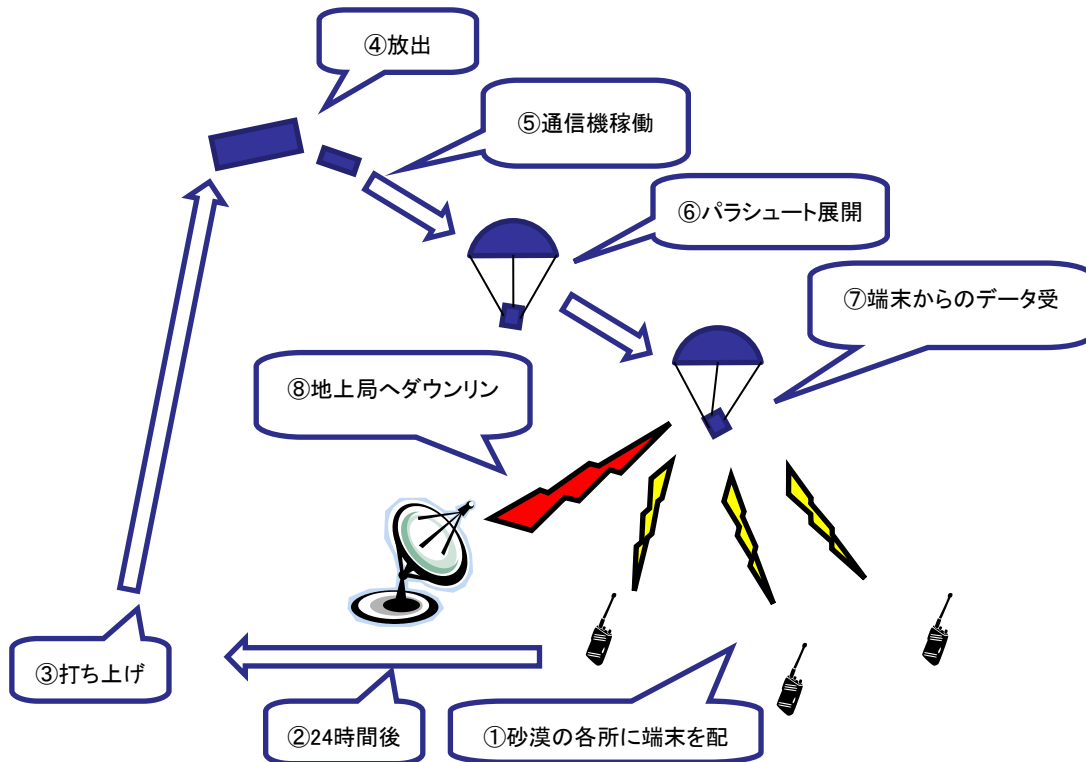 ④放出
⑤通信機稼働
⑥パラシュート展開
⑦端末からのデータ受
⑧地上局へダウンリン
③打ち上げ
②24時間後
①砂漠の各所に端末を配